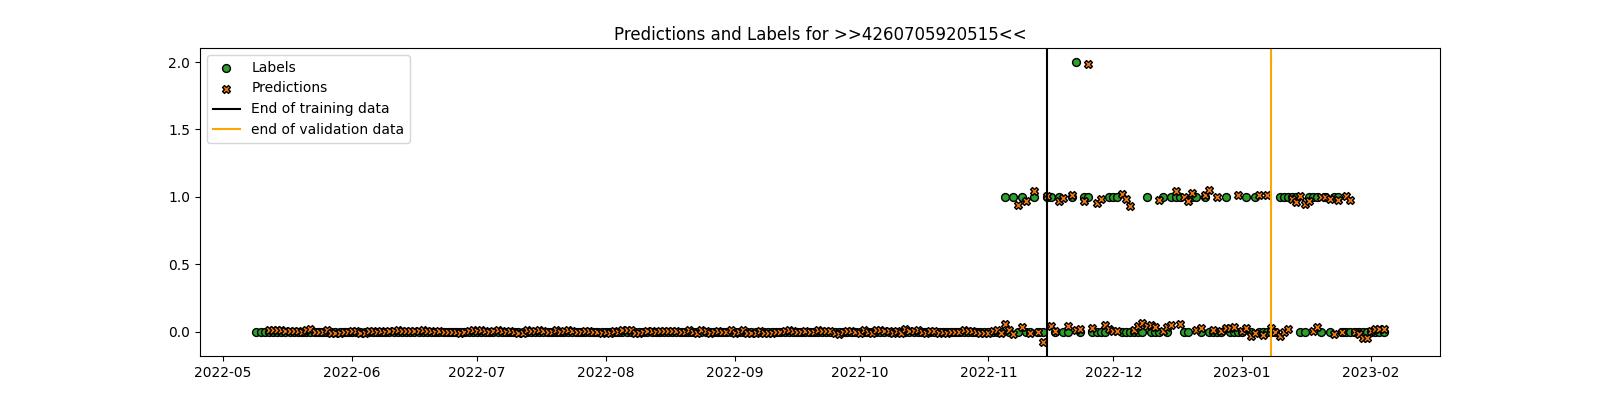 Predictions and Labels for >>4260705920515<<
Labels
Predictions
End of training data
end of validation data
2.0
1.5
1.0
0.5
0.0
2022-05 2022-06 2022-07 2022-08 2022-09 2022-10 2022-11 2022-12 2023-01 2023-02